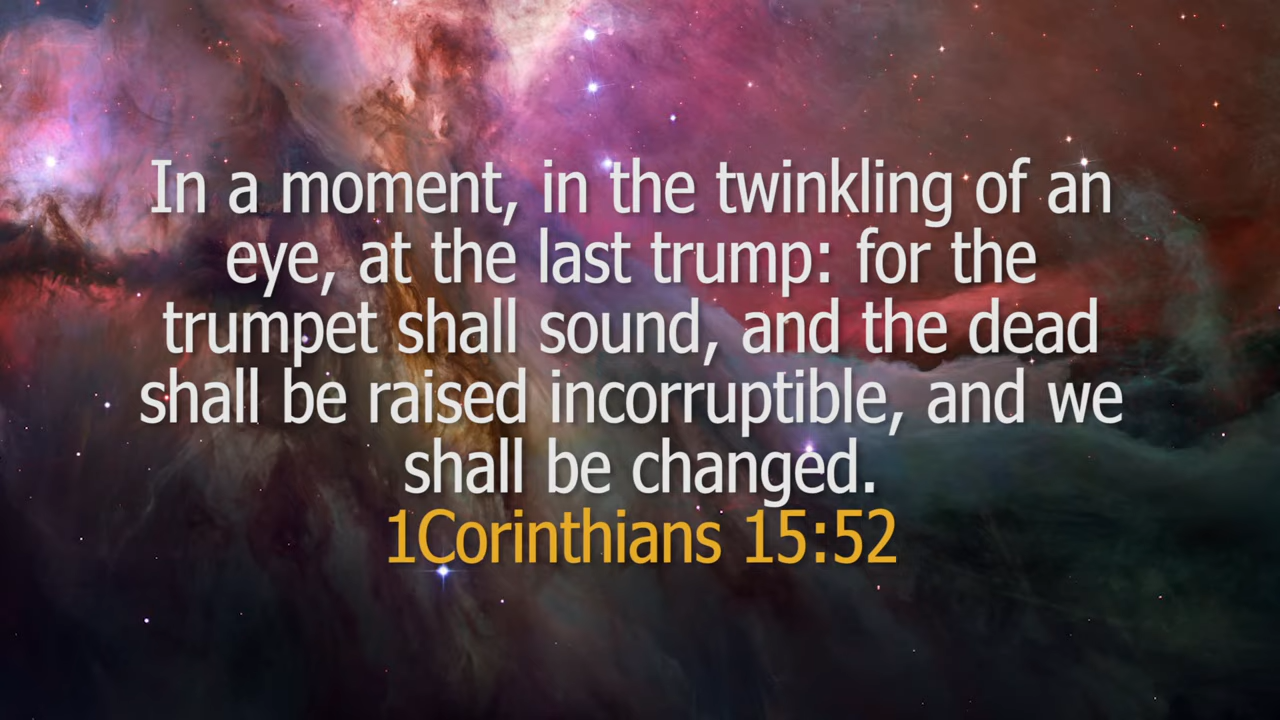 In a moment, in the twinkling of an
eye, at the last trump: for the
trumpet shall sound, and the dead
shall be raised incorruptible, and we
shall be changed.
1Corinthians 15:52